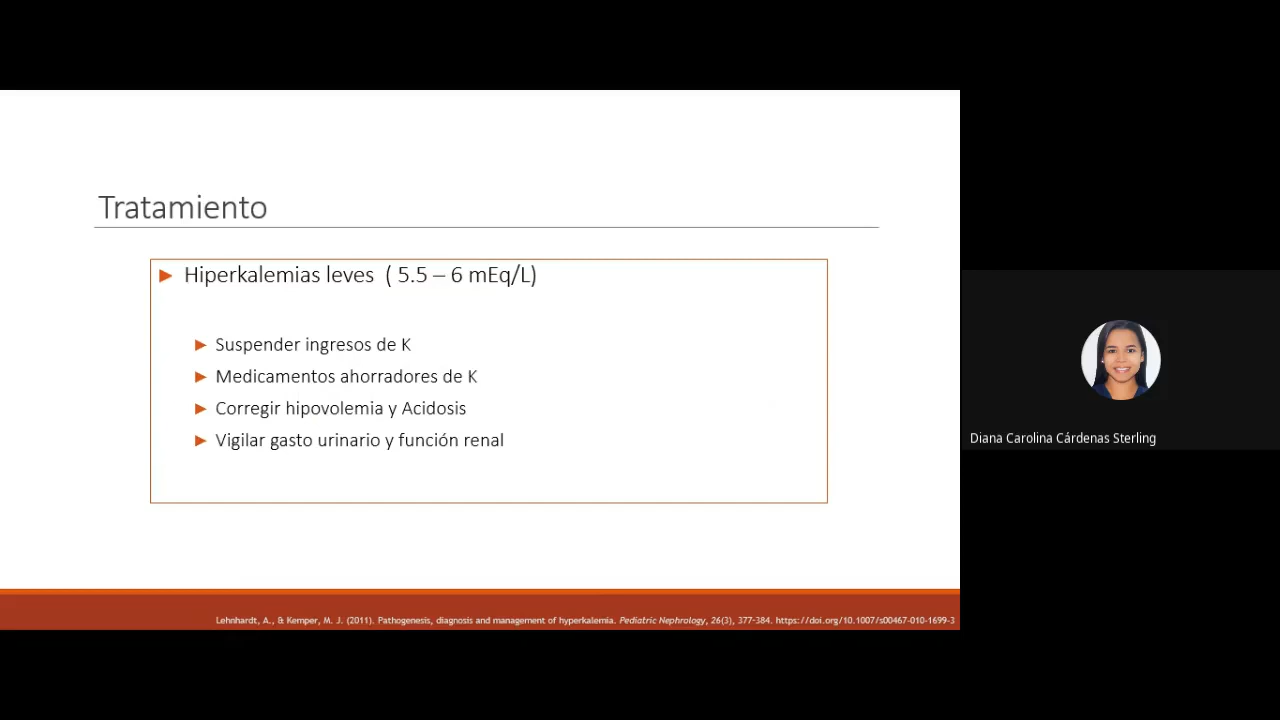 Tratamiento
Hiperkalemias leves ( 5.5 – 6 mEq/L)
Suspender ingresos de K
Medicamentos ahorradores de K
Corregir hipovolemia y Acidosis
Vigilar gasto urinario y función renal
Diana Carolina Cárdenas Sterling
Lehnhardt, A., & Kemper, M. J. (2011). Pathogenesis, diagnosis and management of hyperkalemia. Pediatric Nephrology, 26(3), 377-384. https://doi.org/10.1007/s00467-010-1699-3